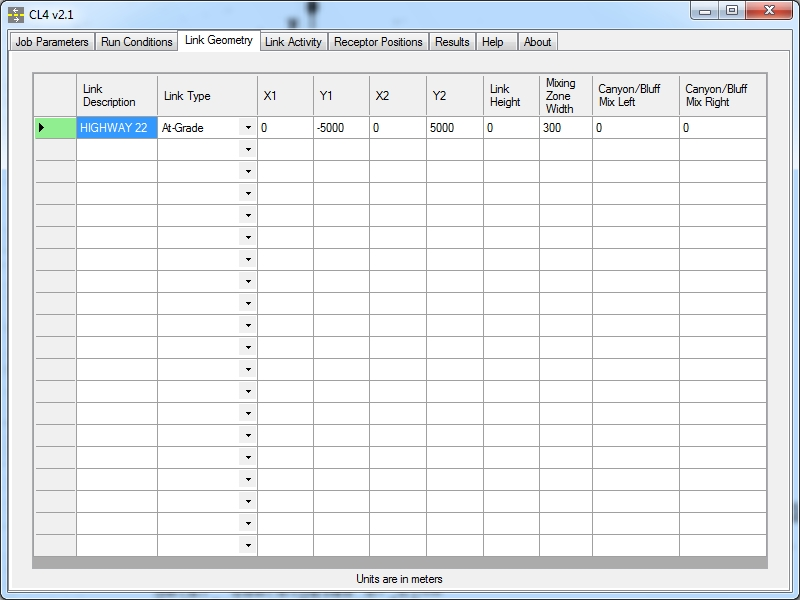 CL4 v2.1
Job Parameters Run Conditions Link Geometry Link Activity Receptor Positions Results Help About
Link Description Link Type X1 Y1 X2 Y2 Link Height Mixing Zone Width Canyon/Bluff Mix Left Canyon/Bluff Mix Right
HIGHWAY 22 At-Grade 0 -5000 0 5000 0 300 0 0
Units are in meters